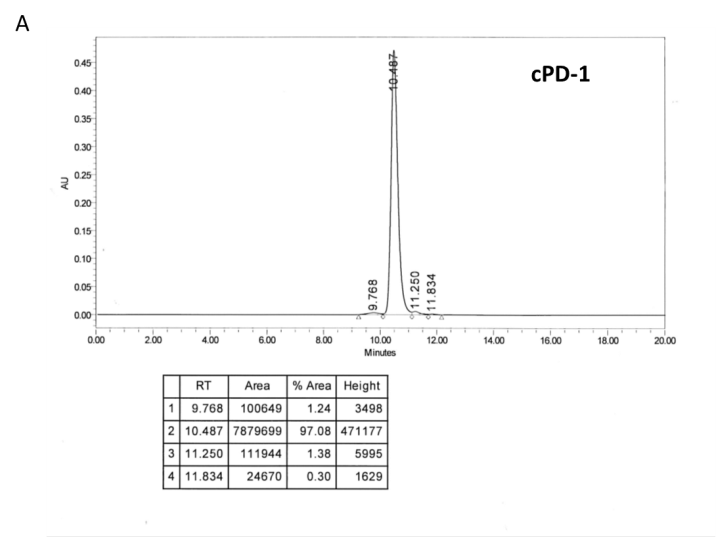 A
cPD-1
10.487
9.768
11.250
11.834
AU
0.45
0.40
0.35
0.30
0.25
0.20
0.15
0.10
0.05
0.00
0.00 2.00 4.00 6.00 8.00 10.00 12.00 14.00 16.00 18.00 20.00
Minutes
RT Area % Area Height
1 9.768 100649 1.24 3498
2 10.487 7879699 97.08 471177
3 11.250 111944 1.38 5995
4 11.834 24670 0.30 1629